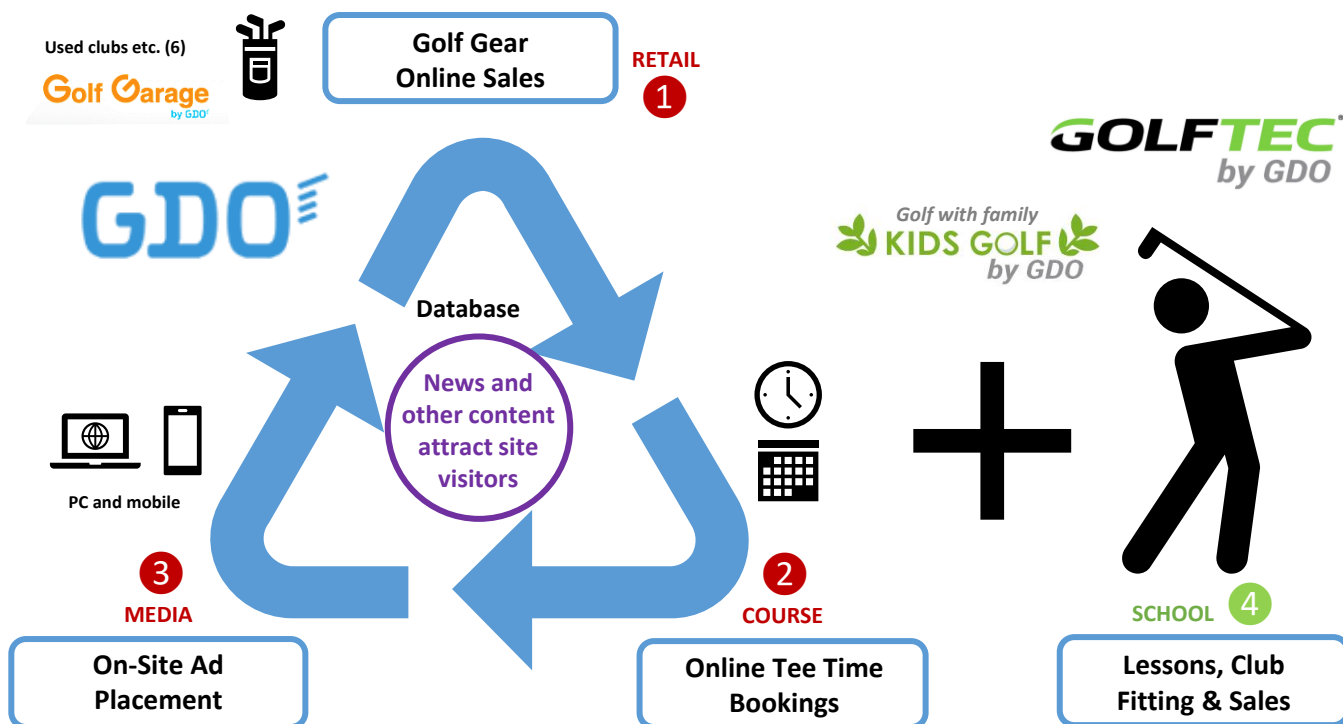 Used clubs etc. (6)
Golf Garage
by GDO
Golf Gear
Online Sales
RETAIL
1
GOLFTEC®
by GDO
GDO
Golf with family
KIDS GOLF
by GDO
Database
News and
other content
attract site
visitors
PC and mobile
3
MEDIA
On-Site Ad
Placement
2
COURSE
Online Tee Time
Bookings
SCHOOL 4
Lessons, Club
Fitting & Sales